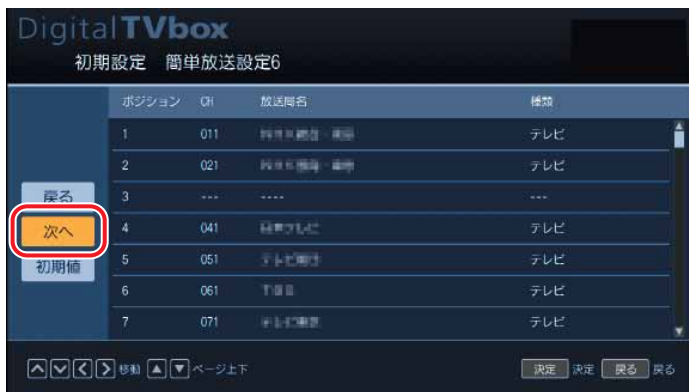 DigitalTVbox
初期設定 簡単放送設定6
ポジション CH 放送局名 種類
1 011 テレビ
2 021 テレビ
3 --- ---- ---
4 041 テレビ
5 051 テレビ
6 061 テレビ
7 071 テレビ
戻る
次へ
初期値
移動 ページ上下 決定 決定 戻る 戻る